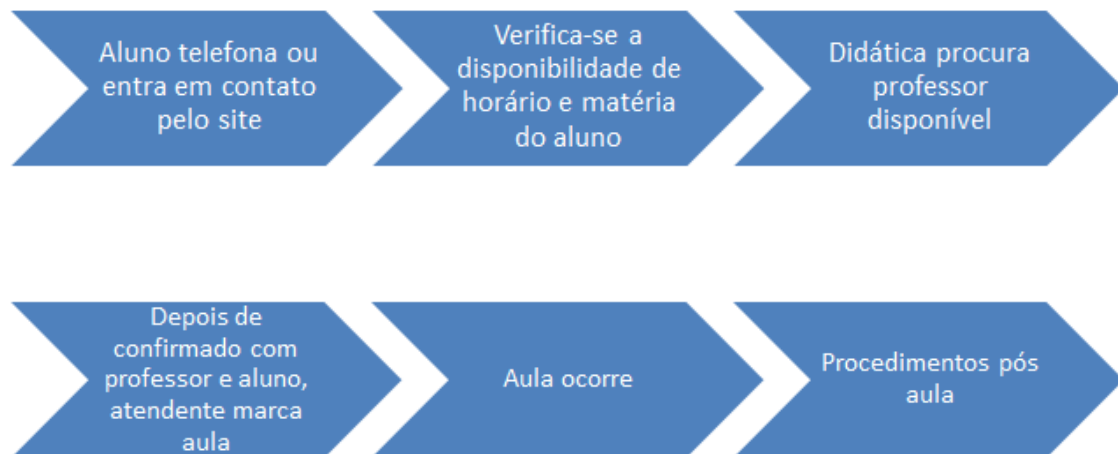 Aluno telefona ou
entra em contato
pelo site
Verifica-se a
disponibilidade de
horário e matéria
do aluno
Didática procura
professor
disponível
Depois de
confirmado com
professor e aluno,
atendente marca
aula
Aula ocorre
Procedimentos pós
aula